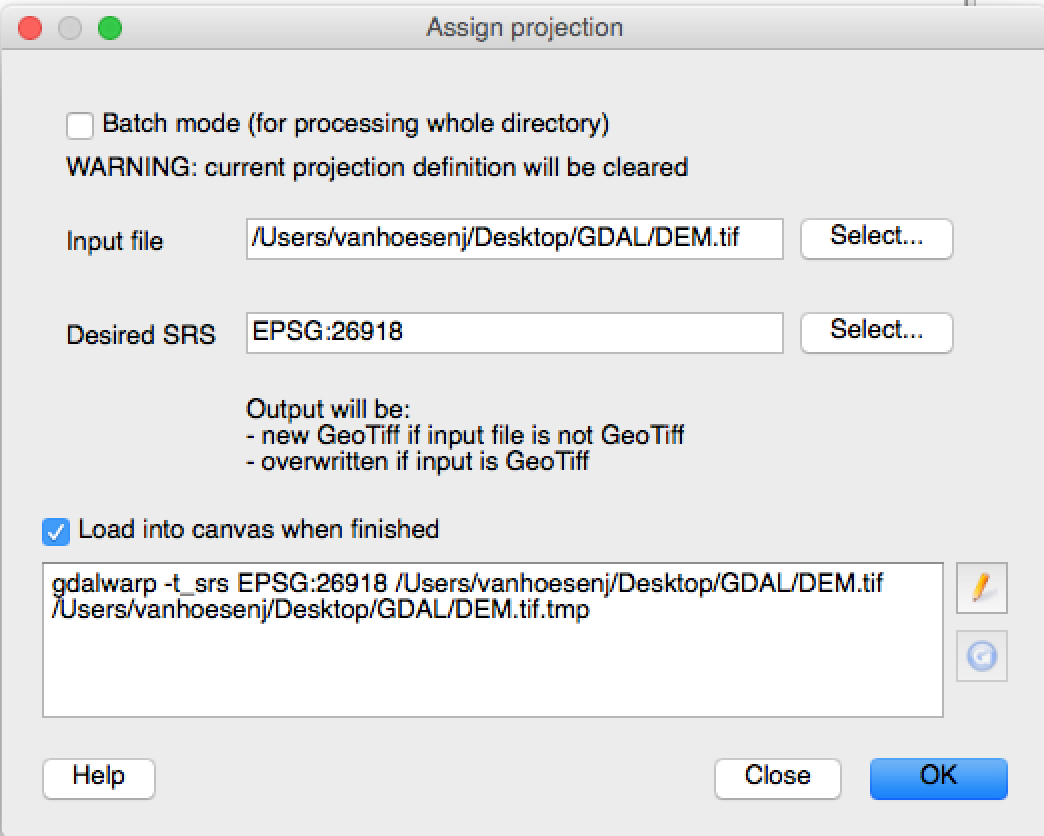 Assign projection
Batch mode (for processing whole directory)
WARNING: current projection definition will be cleared
Input file /Users/vanhoesenj/Desktop/GDAL/DEM.tif Select...
Desired SRS EPSG:26918 Select...
Output will be:
- new GeoTiff if input file is not GeoTiff
- overwritten if input is GeoTiff
Load into canvas when finished
gdalwarp -t_srs EPSG:26918 /Users/vanhoesenj/Desktop/GDAL/DEM.tif
/Users/vanhoesenj/Desktop/GDAL/DEM.tif.tmp
G
Help Close OK